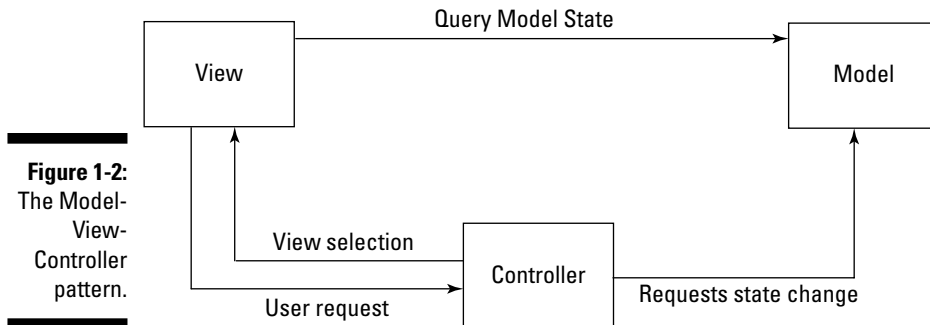 Query Model State
View
Model
Figure 1-2:
The Model-
View-
Controller
pattern.
View selection
Controller
User request
Requests state change